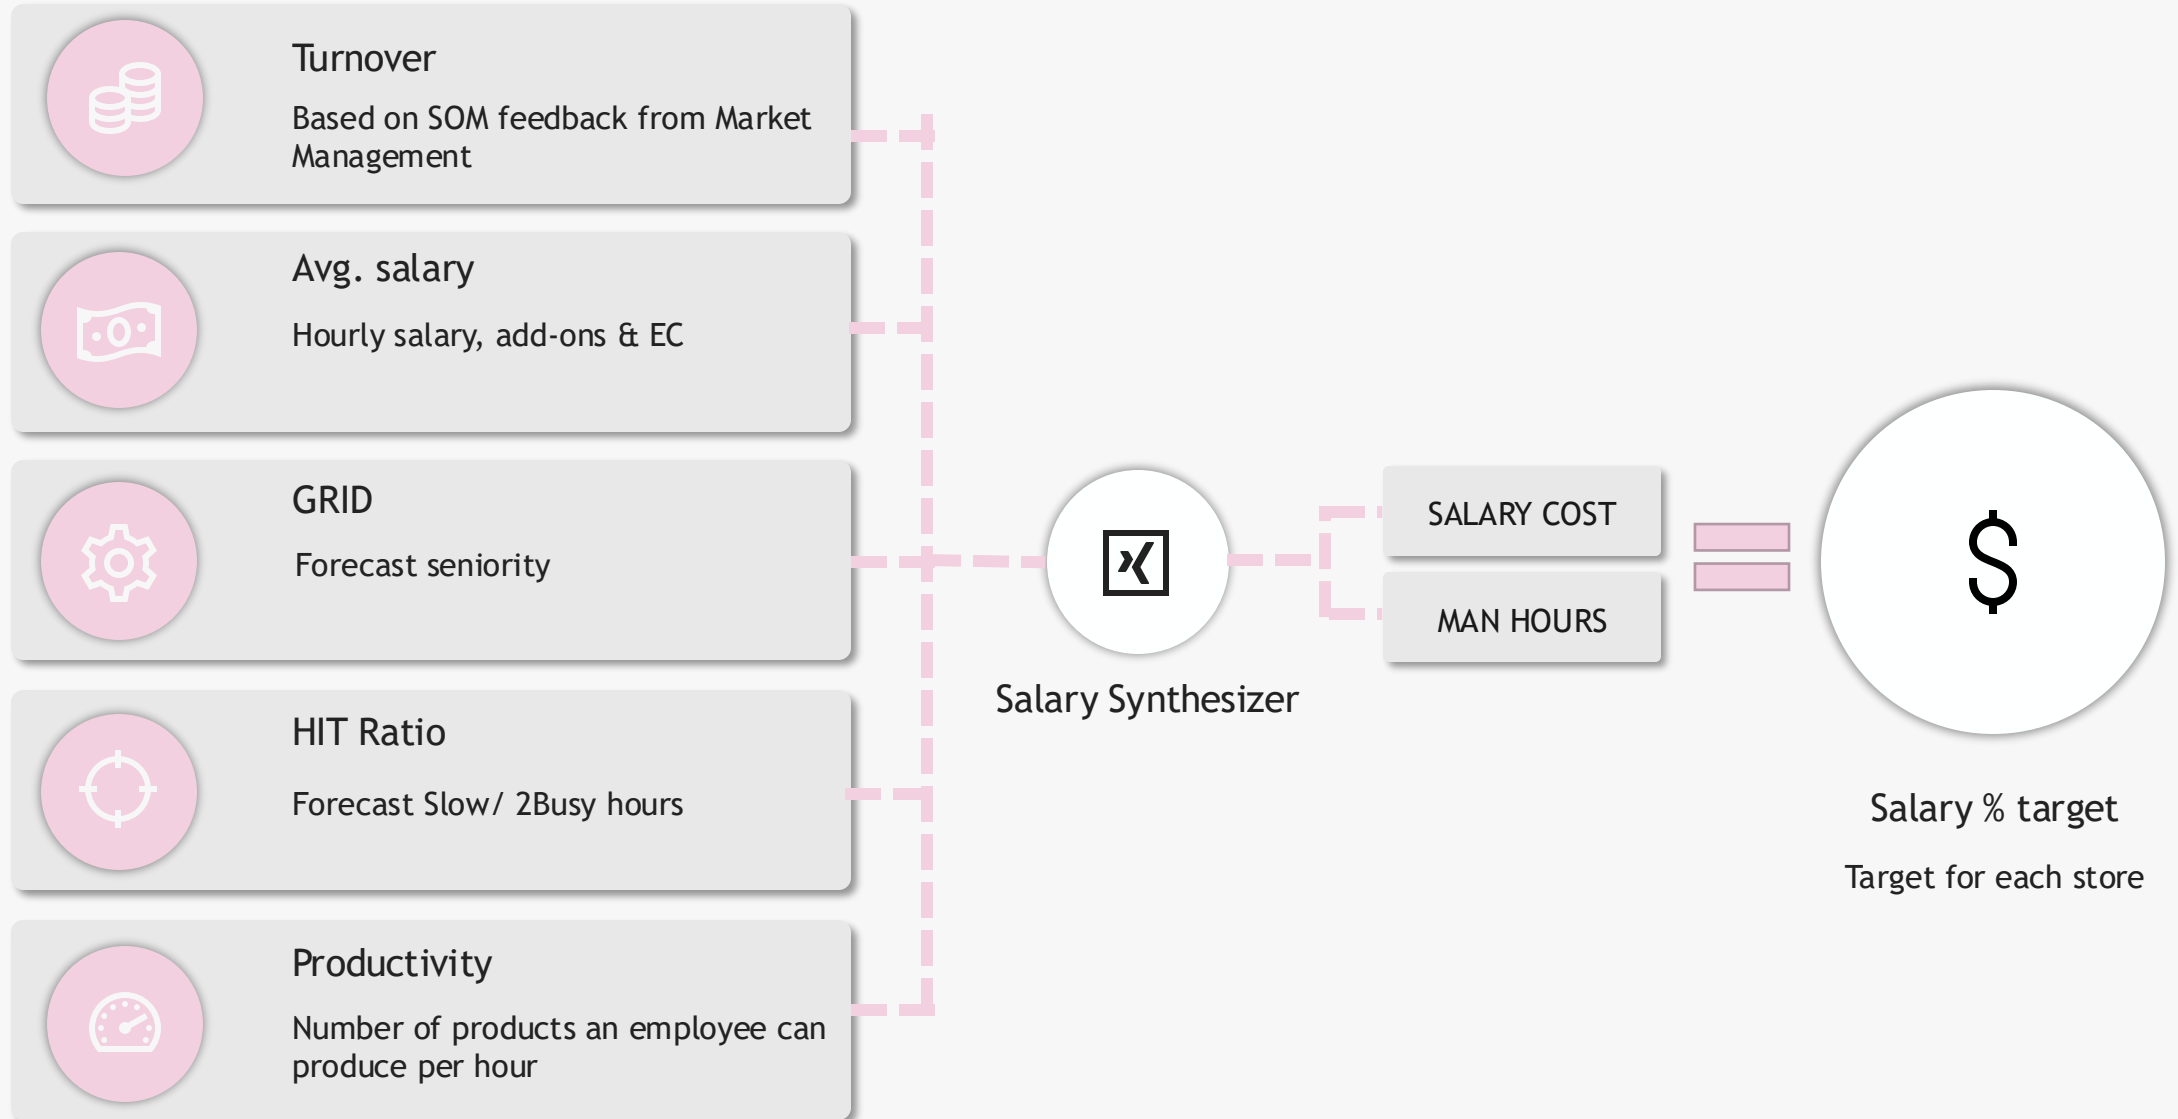 Turnover
Based on SOM feedback from Market
Management
Avg. salary
Hourly salary, add-ons & EC
GRID
Forecast seniority
HIT Ratio
Forecast Slow/ 2Busy hours
Productivity
Number of products an employee can
produce per hour
Salary Synthesizer
SALARY COST
MAN HOURS
$
Salary % target
Target for each store